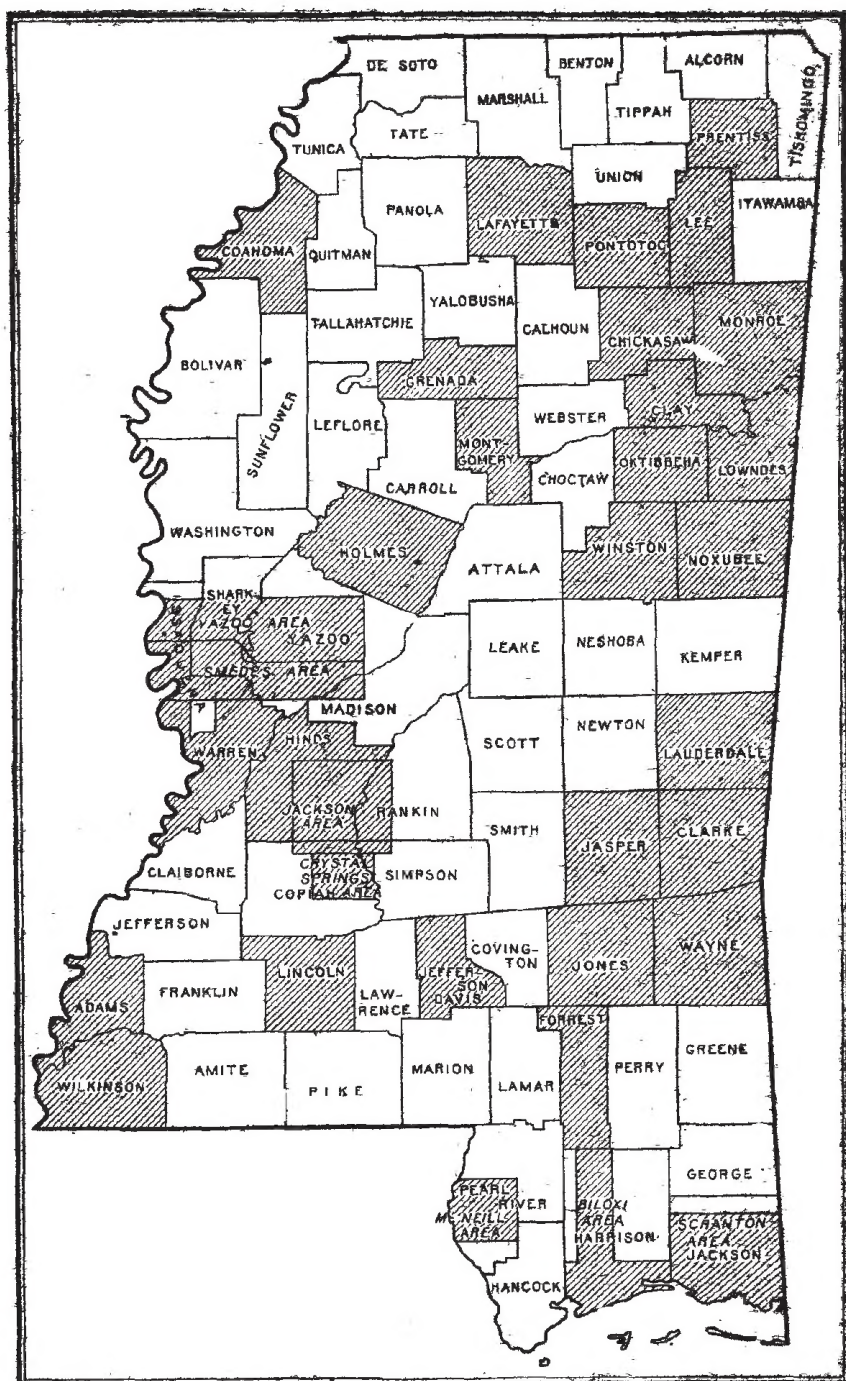 DE SOTO
BENTON
ALCORN
MARSHALL
TIPPAH
TISHOMINGO
TATE
TUNICA
PRENTISS
UNION
PANOLA
LAFAYETTE
ITAWAMBA
LEE
COAHOMA
QUITMAN
PONTOTOC
YALOBUSHA
TALLAHATCHIE
CALHOUN
CHICKASAW
MONROE
BOLIVAR
GRENADA
SUNFLOWER
LEFLORE
WEBSTER
CLAY
MONT-
GOMERY
OKTIBBEHA
LOWNDES
CARROLL
CHOCTAW
WASHINGTON
HOLMES
WINSTON
NOXUBEE
ATTALA
SHAR-
KEY
YAZOO AREA
YAZOO
LEAKE
NESHOBA
KEMPER
SMEDES AREA
MADISON
WARREN
HINDS
SCOTT
NEWTON
LAUDERDALE
JACKSON
AREA
RANKIN
SMITH
JASPER
CLARKE
CLAIBORNE
CRYSTAL
SPRINGS
COPIAH AREA
SIMPSON
JEFFERSON
LINCOLN
COVING-
TON
JONES
WAYNE
ADAMS
FRANKLIN
LAW-
RENCE
JEFFER-
SON
DAVIS
FORREST
WILKINSON
AMITE
PIKE
MARION
LAMAR
PERRY
GREENE
GEORGE
PEARL
RIVER
MCNEILL
AREA
BILOXI
AREA
HARRISON
SCRANTON
AREA
JACKSON
HANCOCK